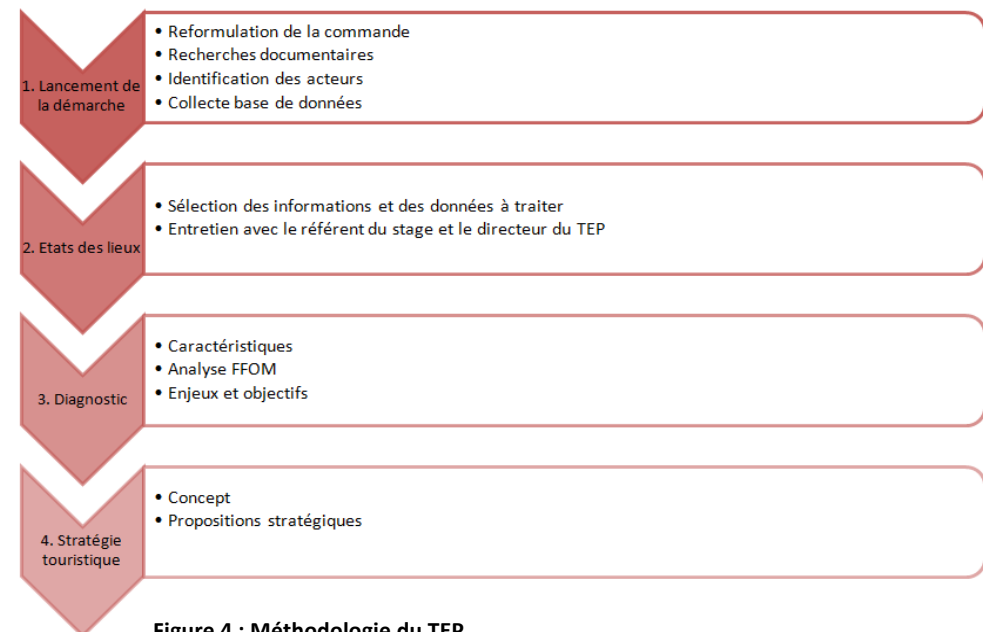 1. Lancement de
la démarche
• Reformulation de la commande
• Recherches documentaires
• Identification des acteurs
• Collecte base de données
2. Etats des lieux
• Sélection des informations et des données à traiter
• Entretien avec le référent du stage et le directeur du TEP
3. Diagnostic
• Caractéristiques
• Analyse FFOM
• Enjeux et objectifs
4. Stratégie
touristique
• Concept
• Propositions stratégiques
Figure 4 : Méthodologie du TEP